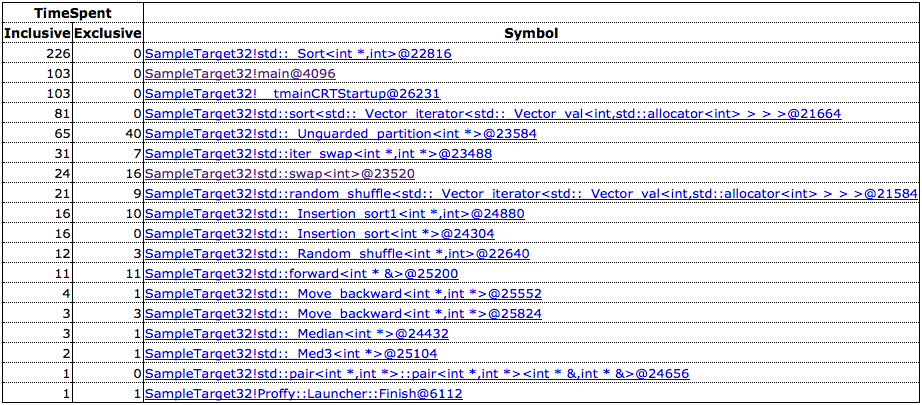 TimeSpent
Inclusive Exclusive Symbol
226 0 SampleTarget32!std::_Sort<int *,int>@22816
103 0 SampleTarget32!main@4096
103 0 SampleTarget32!__tmainCRTStartup@26231
81 0 SampleTarget32!std::sort<std::_Vector_iterator<std::_Vector_val<int,std::allocator<int> > > >@21664
65 40 SampleTarget32!std::_Unguarded_partition<int *>@23584
31 7 SampleTarget32!std::iter_swap<int *,int *>@23488
24 16 SampleTarget32!std::swap<int>@23520
21 9 SampleTarget32!std::random_shuffle<std::_Vector_iterator<std::_Vector_val<int,std::allocator<int> > > >@21584
16 10 SampleTarget32!std::_Insertion_sort1<int *,int>@24880
16 0 SampleTarget32!std::_Insertion_sort<int *>@24304
12 3 SampleTarget32!std::_Random_shuffle<int *,int>@22640
11 11 SampleTarget32!std::forward<int * &>@25200
4 1 SampleTarget32!std::_Move_backward<int *,int *>@25552
3 3 SampleTarget32!std::_Move_backward<int *,int *>@25824
3 1 SampleTarget32!std::_Median<int *>@24432
2 1 SampleTarget32!std::_Med3<int *>@25104
1 0 SampleTarget32!std::pair<int *,int *>::pair<int *,int *><int * &,int * &>@24656
1 1 SampleTarget32!Proffy::Launcher::Finish@6112